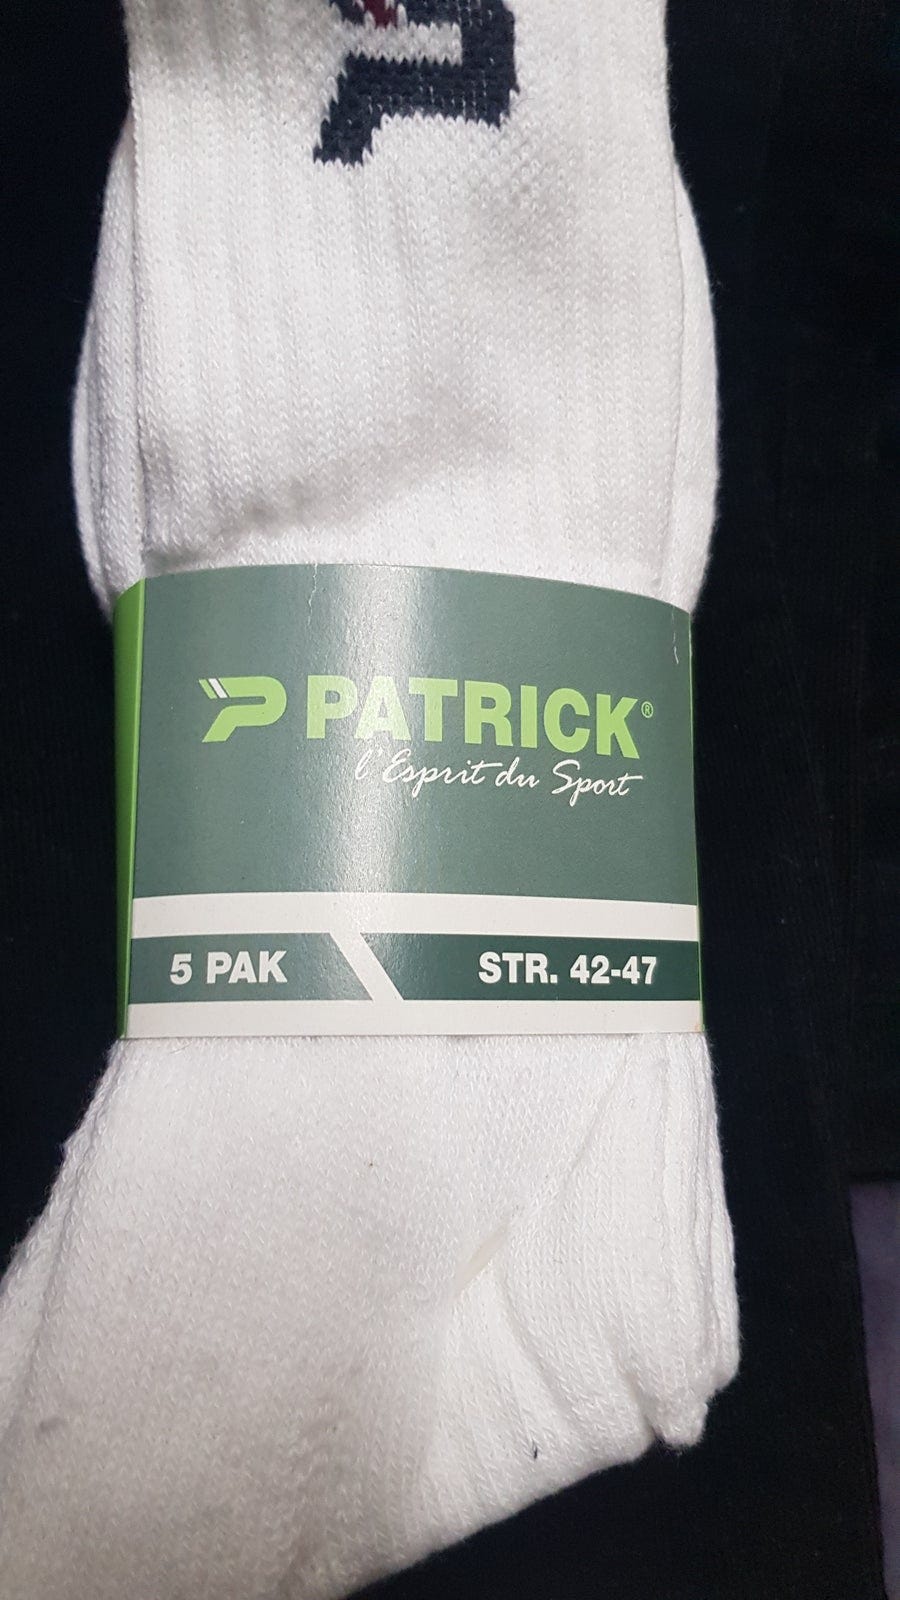 PATRICK®
l'Esprit du Sport
5 PAK
STR. 42-47